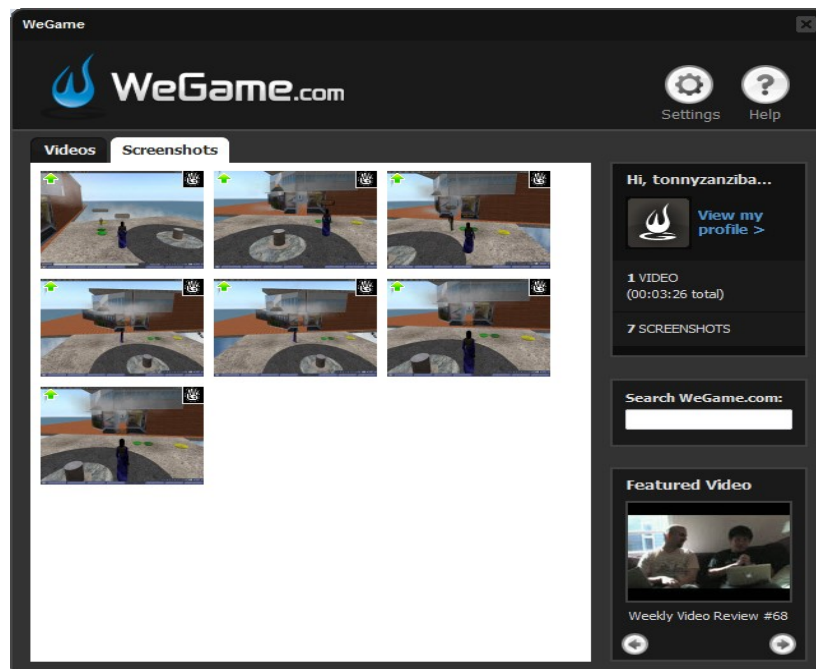 WeGame
WeGame.com
Settings
Help
Videos
Screenshots
Hi, tonnyzanziba...
View my
profile >
1 VIDEO
(00:03:26 total)
7 SCREENSHOTS
Search WeGame.com:
Featured Video
Weekly Video Review #68